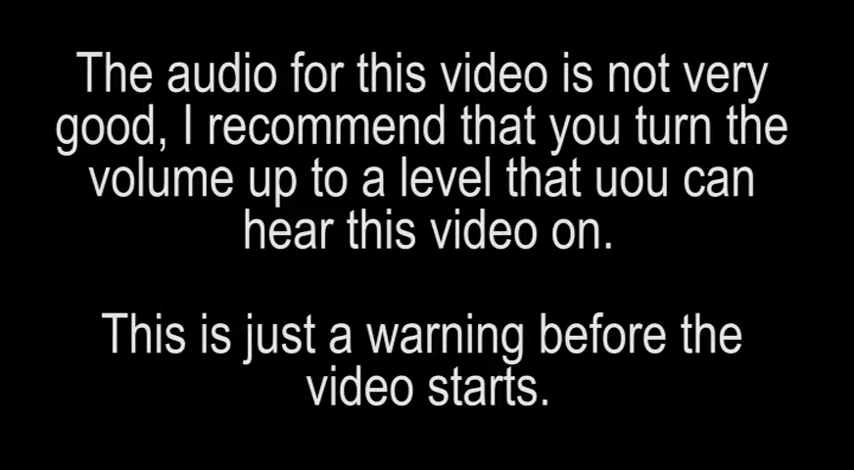 The audio for this video is not very
good, I recommend that you turn the
volume up to a level that uou can
hear this video on.
This is just a warning before the
video starts.